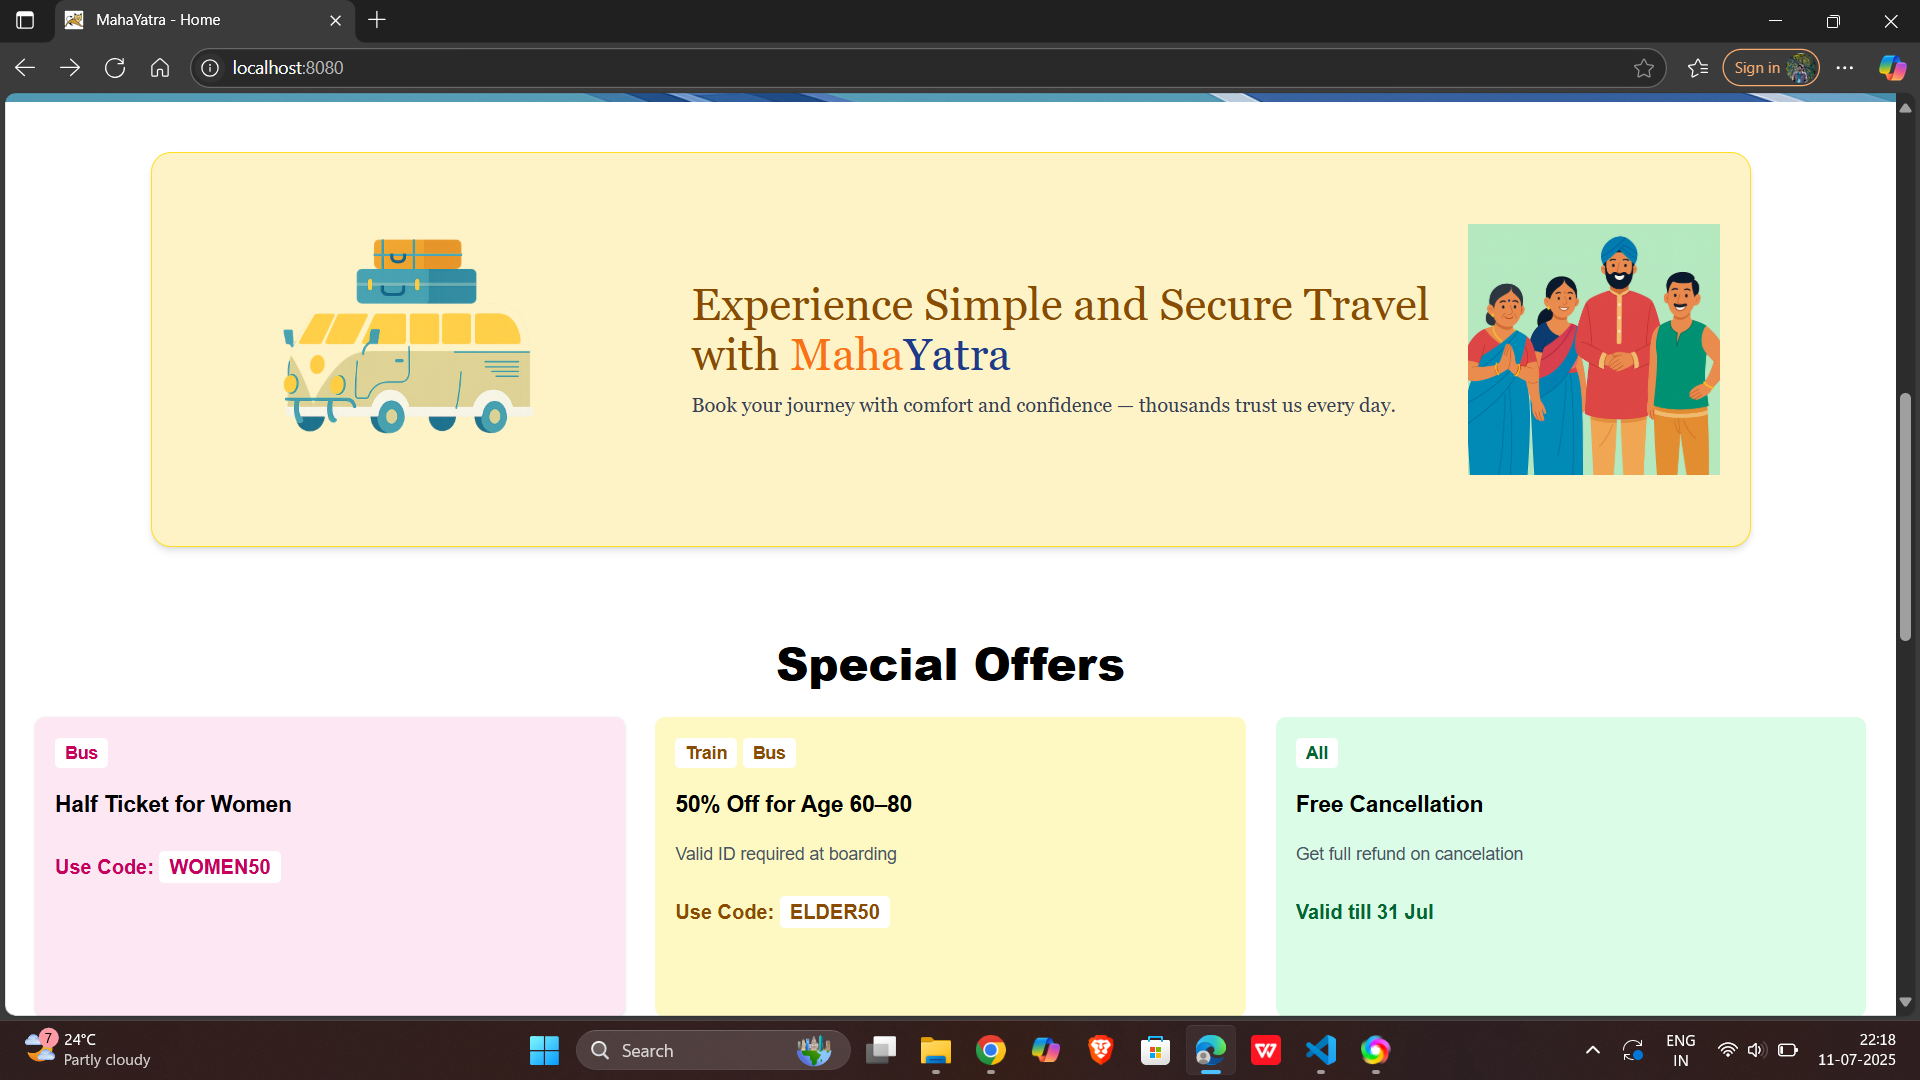 MahaYatra - Home
localhost:8080
Sign in
Experience Simple and Secure Travel
with MahaYatra
Book your journey with comfort and confidence — thousands trust us every day.
Special Offers
Bus
Half Ticket for Women
Use Code: WOMEN50
Train Bus
50% Off for Age 60–80
Valid ID required at boarding
Use Code: ELDER50
All
Free Cancellation
Get full refund on cancelation
Valid till 31 Jul
7
24°C
Partly cloudy
Search
ENG
IN
22:18
11-07-2025